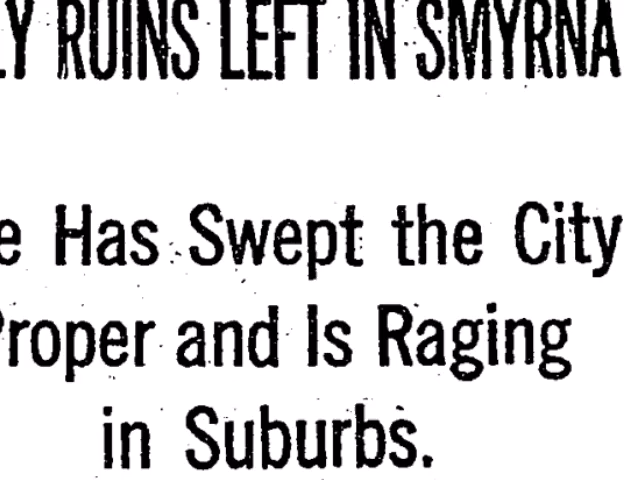 LY RUINS LEFT IN SMYRNA
e Has Swept the City
Proper and Is Raging
in Suburbs.